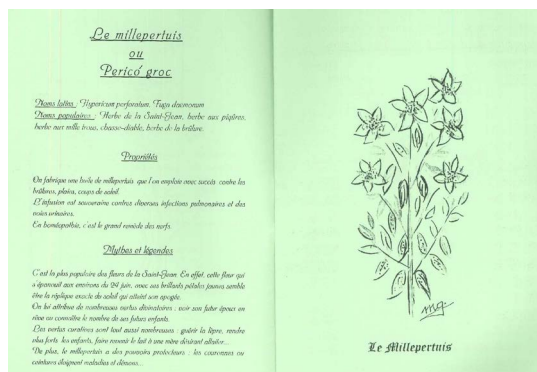 Le millepertuis
ou
Pericó groc
Noms latins : Hypericum perforatum, Fuga daemonum
Noms populaires : Herbe de la Saint-Jean, herbe aux piqûres,
herbe aux mille trous, chasse-diable, herbe de la brûlure.
Propriétés
On fabrique une huile de millepertuis que l'on emploie avec succès contre les
brûlures, plaies, coups de soleil.
L'infusion est souveraine contres diverses infections pulmonaires et des
voies urinaires.
En homéopathie, c'est le grand remède des nerfs.
Mythes et légendes
C'est la plus populaire des fleurs de la Saint-Jean. En effet, cette fleur qui
s'épanouit aux environs du 24 juin, avec ses brillants pétales jaunes semble
être la réplique exacte du soleil qui atteint son apogée.
On lui attribue de nombreuses vertus divinatoires : voir son futur époux en
rêve ou connaître le nombre de ses futurs enfants.
Les vertus curatives sont tout aussi nombreuses : guérir la lèpre, rendre
plus forts les enfants, faire revenir le lait à une mère désirant allaiter...
De plus, le millepertuis a des pouvoirs protecteurs : les couronnes ou
ceintures éloignent maladies et démons...
mg.
Le Millepertuis